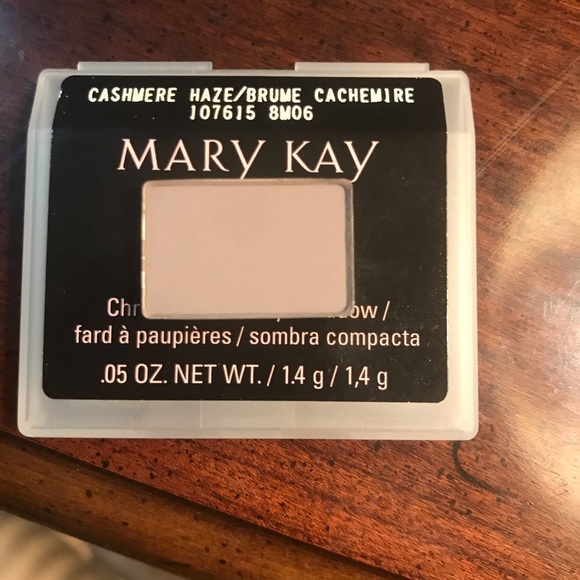 CASHMERE HAZE/BRUME CACHEMIRE
107615 8M06
MARY KAY
/
fard à paupières / sombra compacta
.05 OZ. NET WT. / 1.4 g / 1,4 g